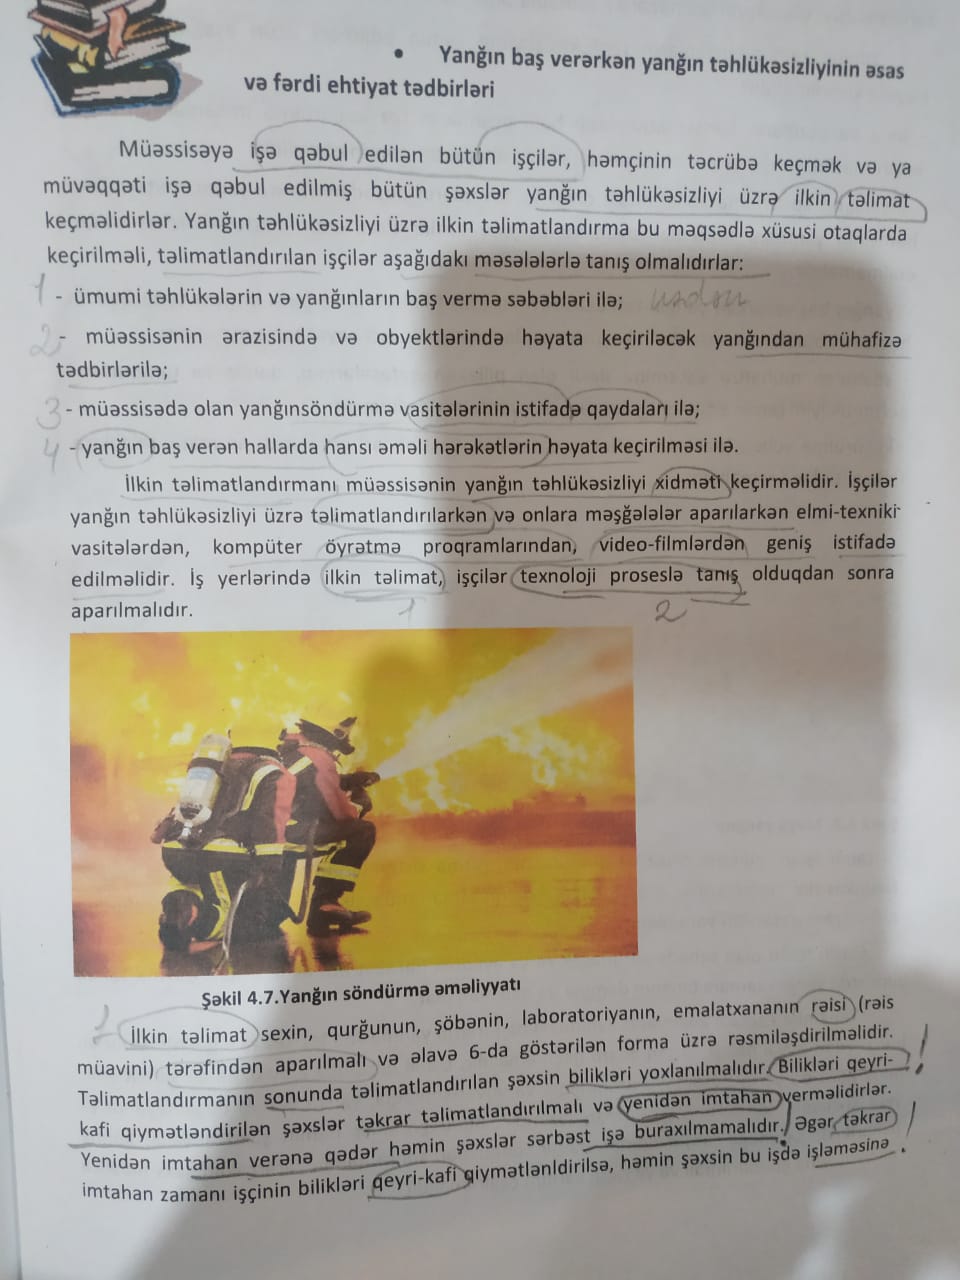 • Yanğın baş verərkən yanğın təhlükəsizliyinin əsas
və fərdi ehtiyat tədbirləri
Müəssisəyə işə qəbul edilən bütün işçilər, həmçinin təcrübə keçmək və ya
müvəqqəti işə qəbul edilmiş bütün şəxslər yanğın təhlükəsizliyi üzrə ilkin təlimat
keçməlidirlər. Yanğın təhlükəsizliyi üzrə ilkin təlimatlandırma bu məqsədlə xüsusi otaqlarda
keçirilməli, təlimatlandırılan işçilər aşağıdakı məsələlərlə tanış olmalıdırlar:
1 - ümumi təhlükələrin və yanğınların baş vermə səbəbləri ilə;
2 - müəssisənin ərazisində və obyektlərində həyata keçiriləcək yanğından mühafizə
tədbirlərilə;
3 - müəssisədə olan yanğınsöndürmə vasitələrinin istifadə qaydaları ilə;
4 - yanğın baş verən hallarda hansı əməli hərəkətlərin həyata keçirilməsi ilə.
İlkin təlimatlandırmanı müəssisənin yanğın təhlükəsizliyi xidməti keçirməlidir. İşçilər
yanğın təhlükəsizliyi üzrə təlimatlandırılarkən və onlara məşğələlər aparılarkən elmi-texniki
vasitələrdən, kompüter öyrətmə proqramlarından, video-filmlərdən geniş istifadə
edilməlidir. İş yerlərində ilkin təlimat, işçilər texnoloji proseslə tanış olduqdan sonra
aparılmalıdır. 1 2
Şəkil 4.7.Yanğın söndürmə əməliyyatı
İlkin təlimat sexin, qurğunun, şöbənin, laboratoriyanın, emalatxananın rəisi (rəis
müavini) tərəfindən aparılmalı və əlavə 6-da göstərilən forma üzrə rəsmiləşdirilməlidir.
Təlimatlandırmanın sonunda təlimatlandırılan şəxsin bilikləri yoxlanılmalıdır. Bilikləri qeyri- !
kafi qiymətləndirilən şəxslər təkrar təlimatlandırılmalı və yenidən imtahan verməlidirlər.
Yenidən imtahan verənə qədər həmin şəxslər sərbəst işə buraxılmamalıdır. Əgər təkrar !
imtahan zamanı işçinin bilikləri qeyri-kafi qiymətlənldirilsə, həmin şəxsin bu işdə işləməsinə